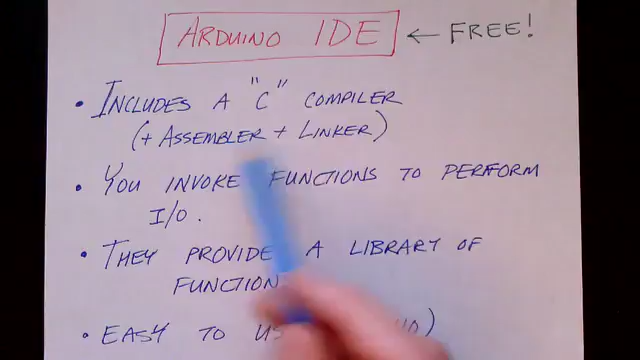 ARDUINO IDE ← FREE!
• INCLUDES A "C" COMPILER
(+ ASSEMBLER + LINKER)
• YOU INVOKE FUNCTIONS TO PERFORM
I/O.
• THEY PROVIDE A LIBRARY OF
FUNCTION
• EASY TO